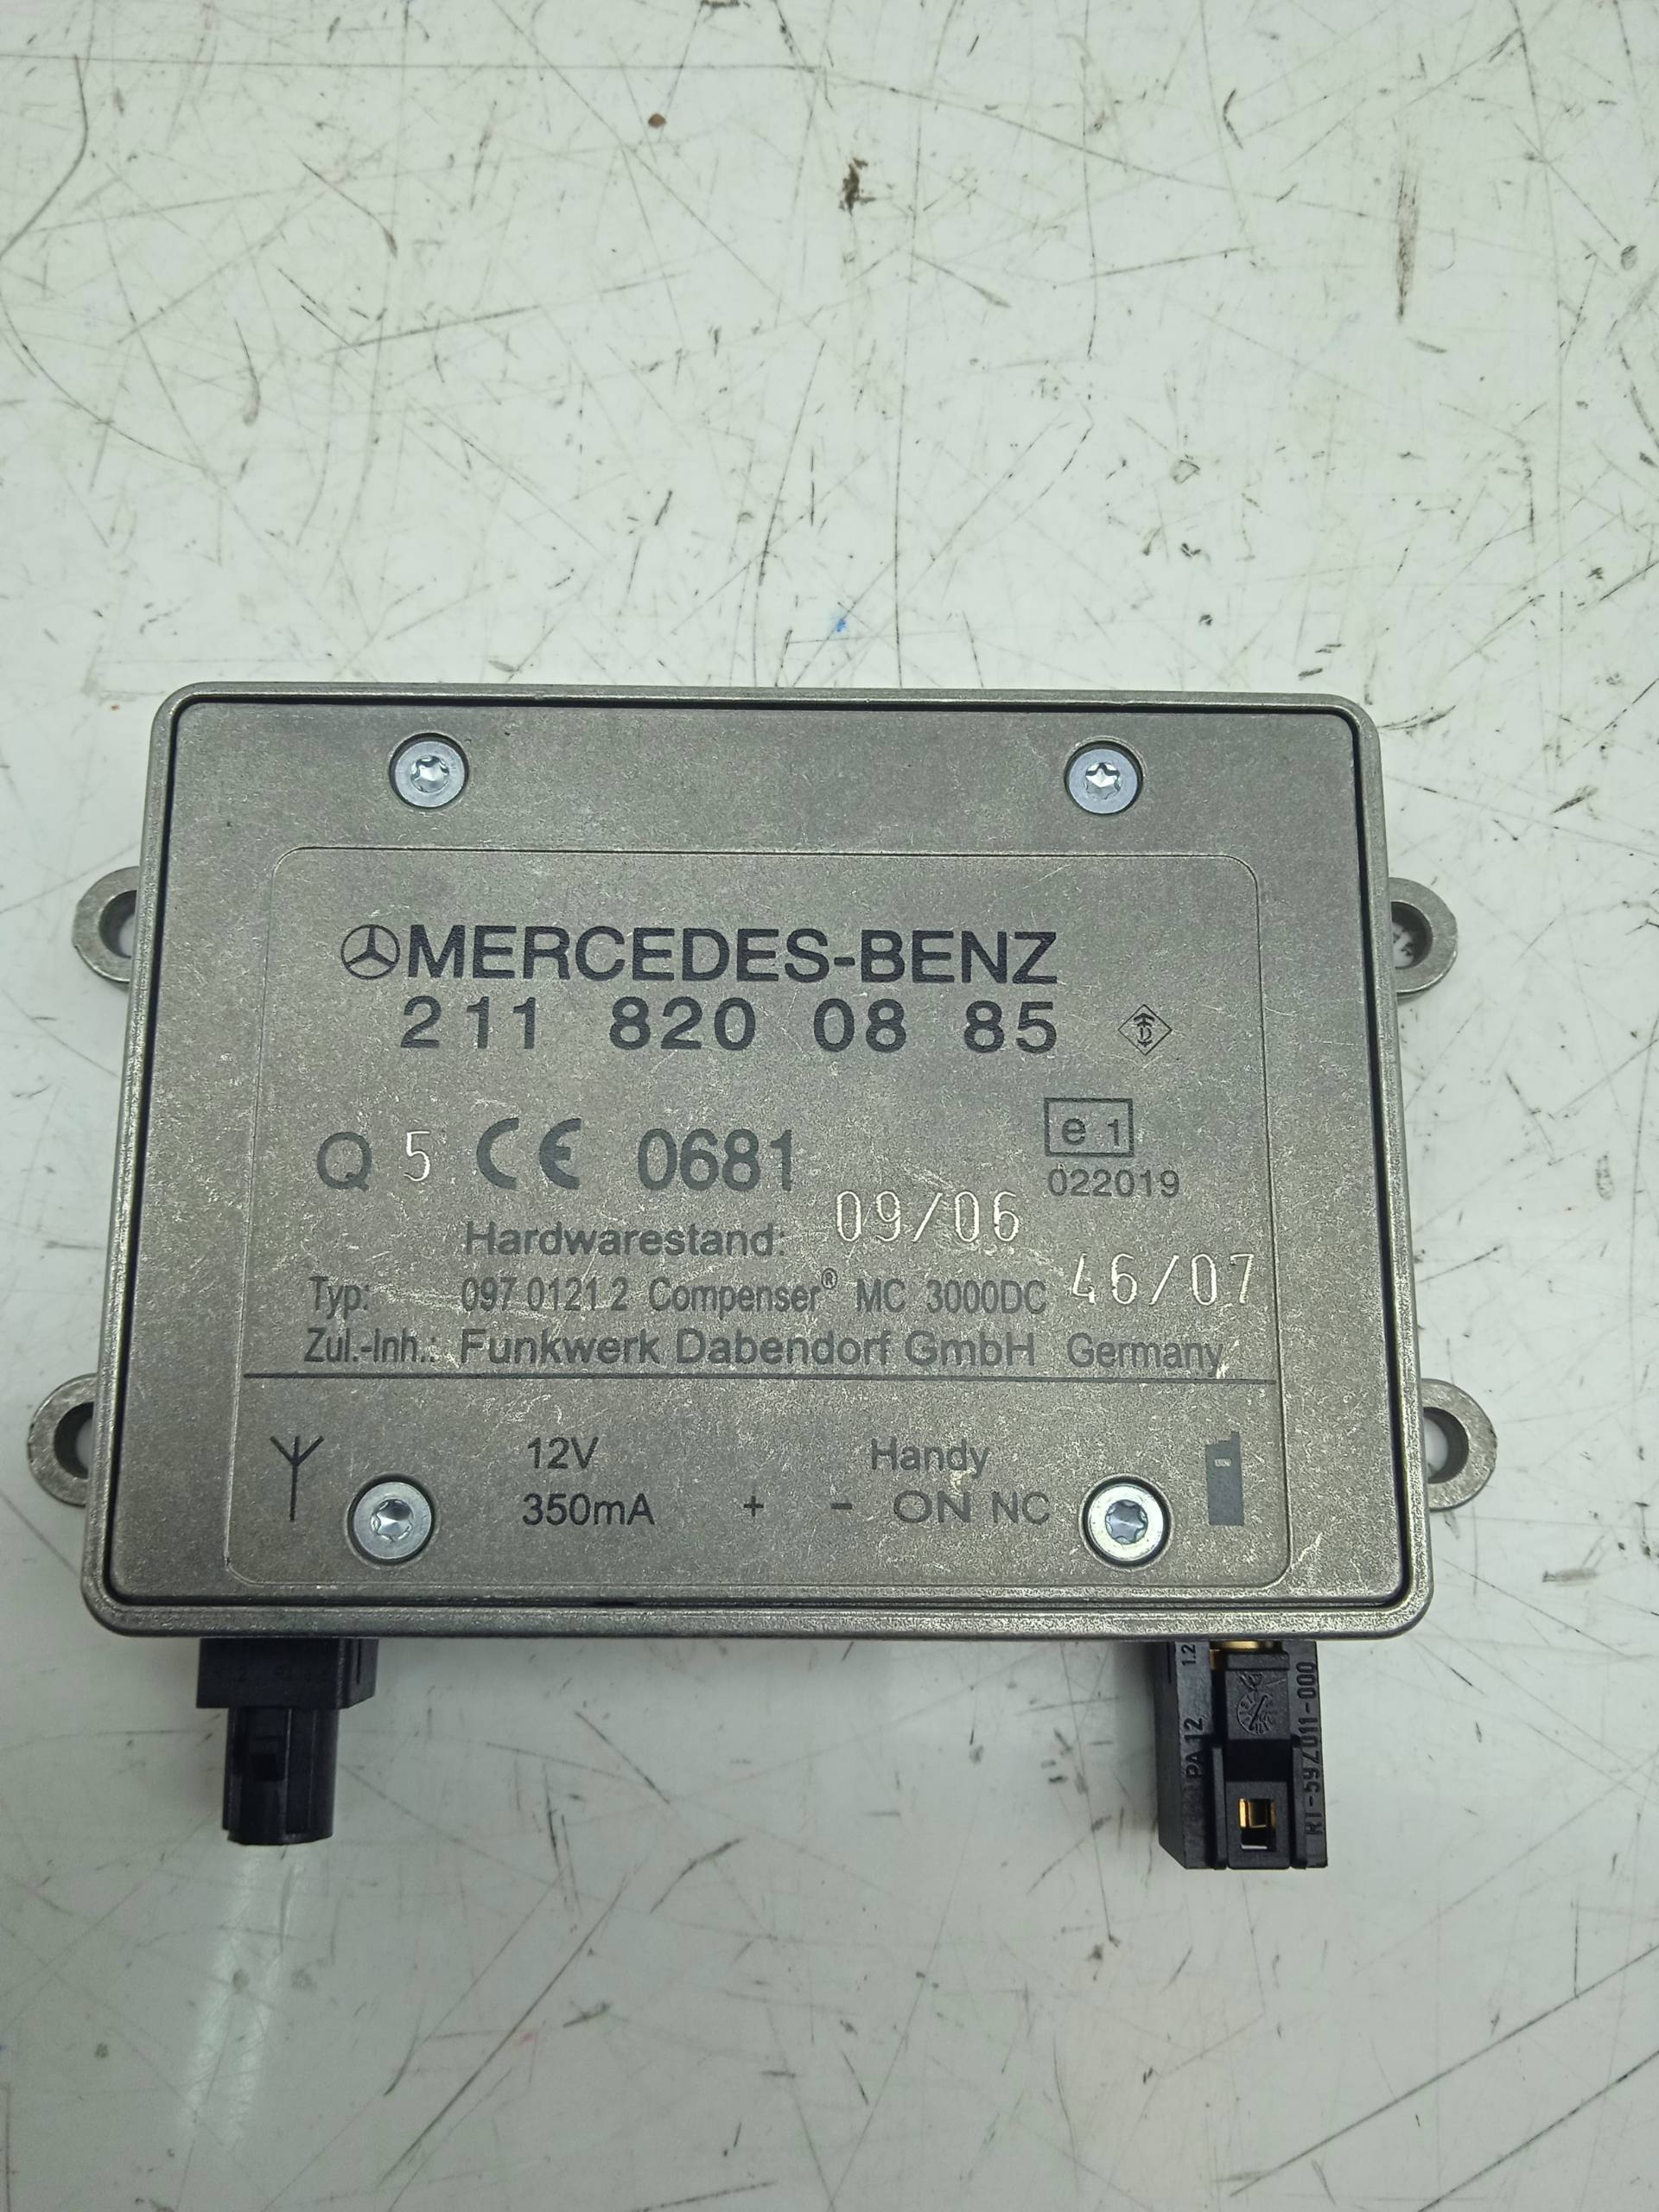 MERCEDES-BENZ
211 820 08 85
Q 5 CE 0681
e 1
022019
Hardwarestand: 09/06
Typ: 097 0121 2 Compenser® MC 3000DC 46/07
Zul.-Inh.: Funkwerk Dabendorf GmbH Germany
12V Handy
350mA + - ON NC
1.2
PA 12
RT-59Z011-000